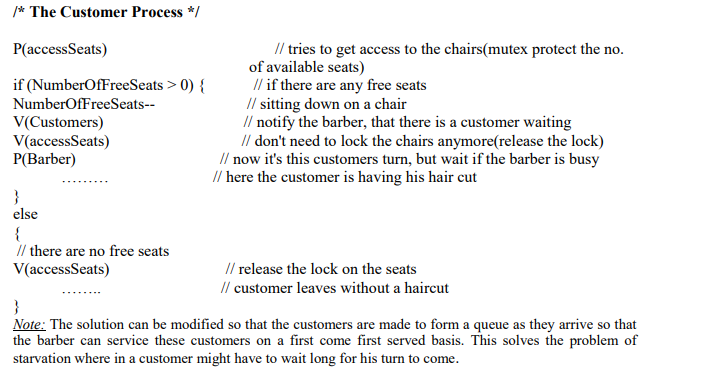 /* The Customer Process */
P(accessSeats) // tries to get access to the chairs(mutex protect the no.
of available seats)
if (NumberOfFreeSeats > 0) { // if there are any free seats
NumberOfFreeSeats-- // sitting down on a chair
V(Customers) // notify the barber, that there is a customer waiting
V(accessSeats) // don't need to lock the chairs anymore(release the lock)
P(Barber) // now it's this customers turn, but wait if the barber is busy
……… // here the customer is having his hair cut
}
else
{
// there are no free seats
V(accessSeats) // release the lock on the seats
…….. // customer leaves without a haircut
}
Note: The solution can be modified so that the customers are made to form a queue as they arrive so that
the barber can service these customers on a first come first served basis. This solves the problem of
starvation where in a customer might have to wait long for his turn to come.